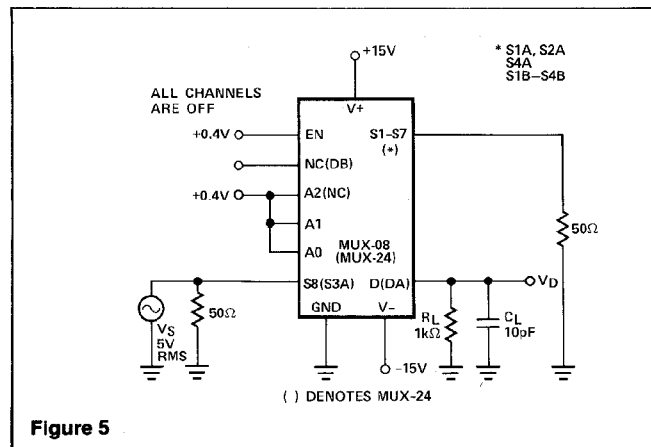 +15V
* S1A, S2A
S4A
S1B–S4B
ALL CHANNELS
ARE OFF
V+
+0.4V
EN
S1–S7
(*)
NC(DB)
+0.4V
A2(NC)
A1
50Ω
A0
MUX-08
(MUX-24)
S8(S3A)
D(DA)
VD
50Ω
GND
V−
RL
1kΩ
CL
10pF
VS
5V
RMS
−15V
( ) DENOTES MUX-24
Figure 5